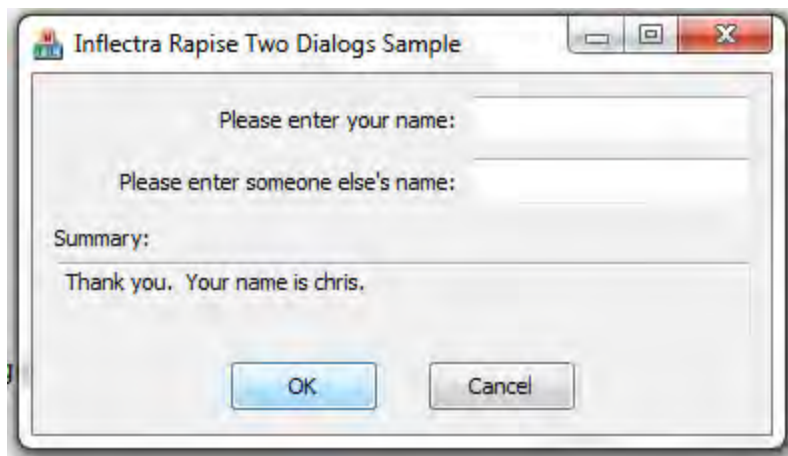 Inflectra Rapise Two Dialogs Sample
Please enter your name:
Please enter someone else's name:
Summary:
Thank you.  Your name is chris.
OK Cancel